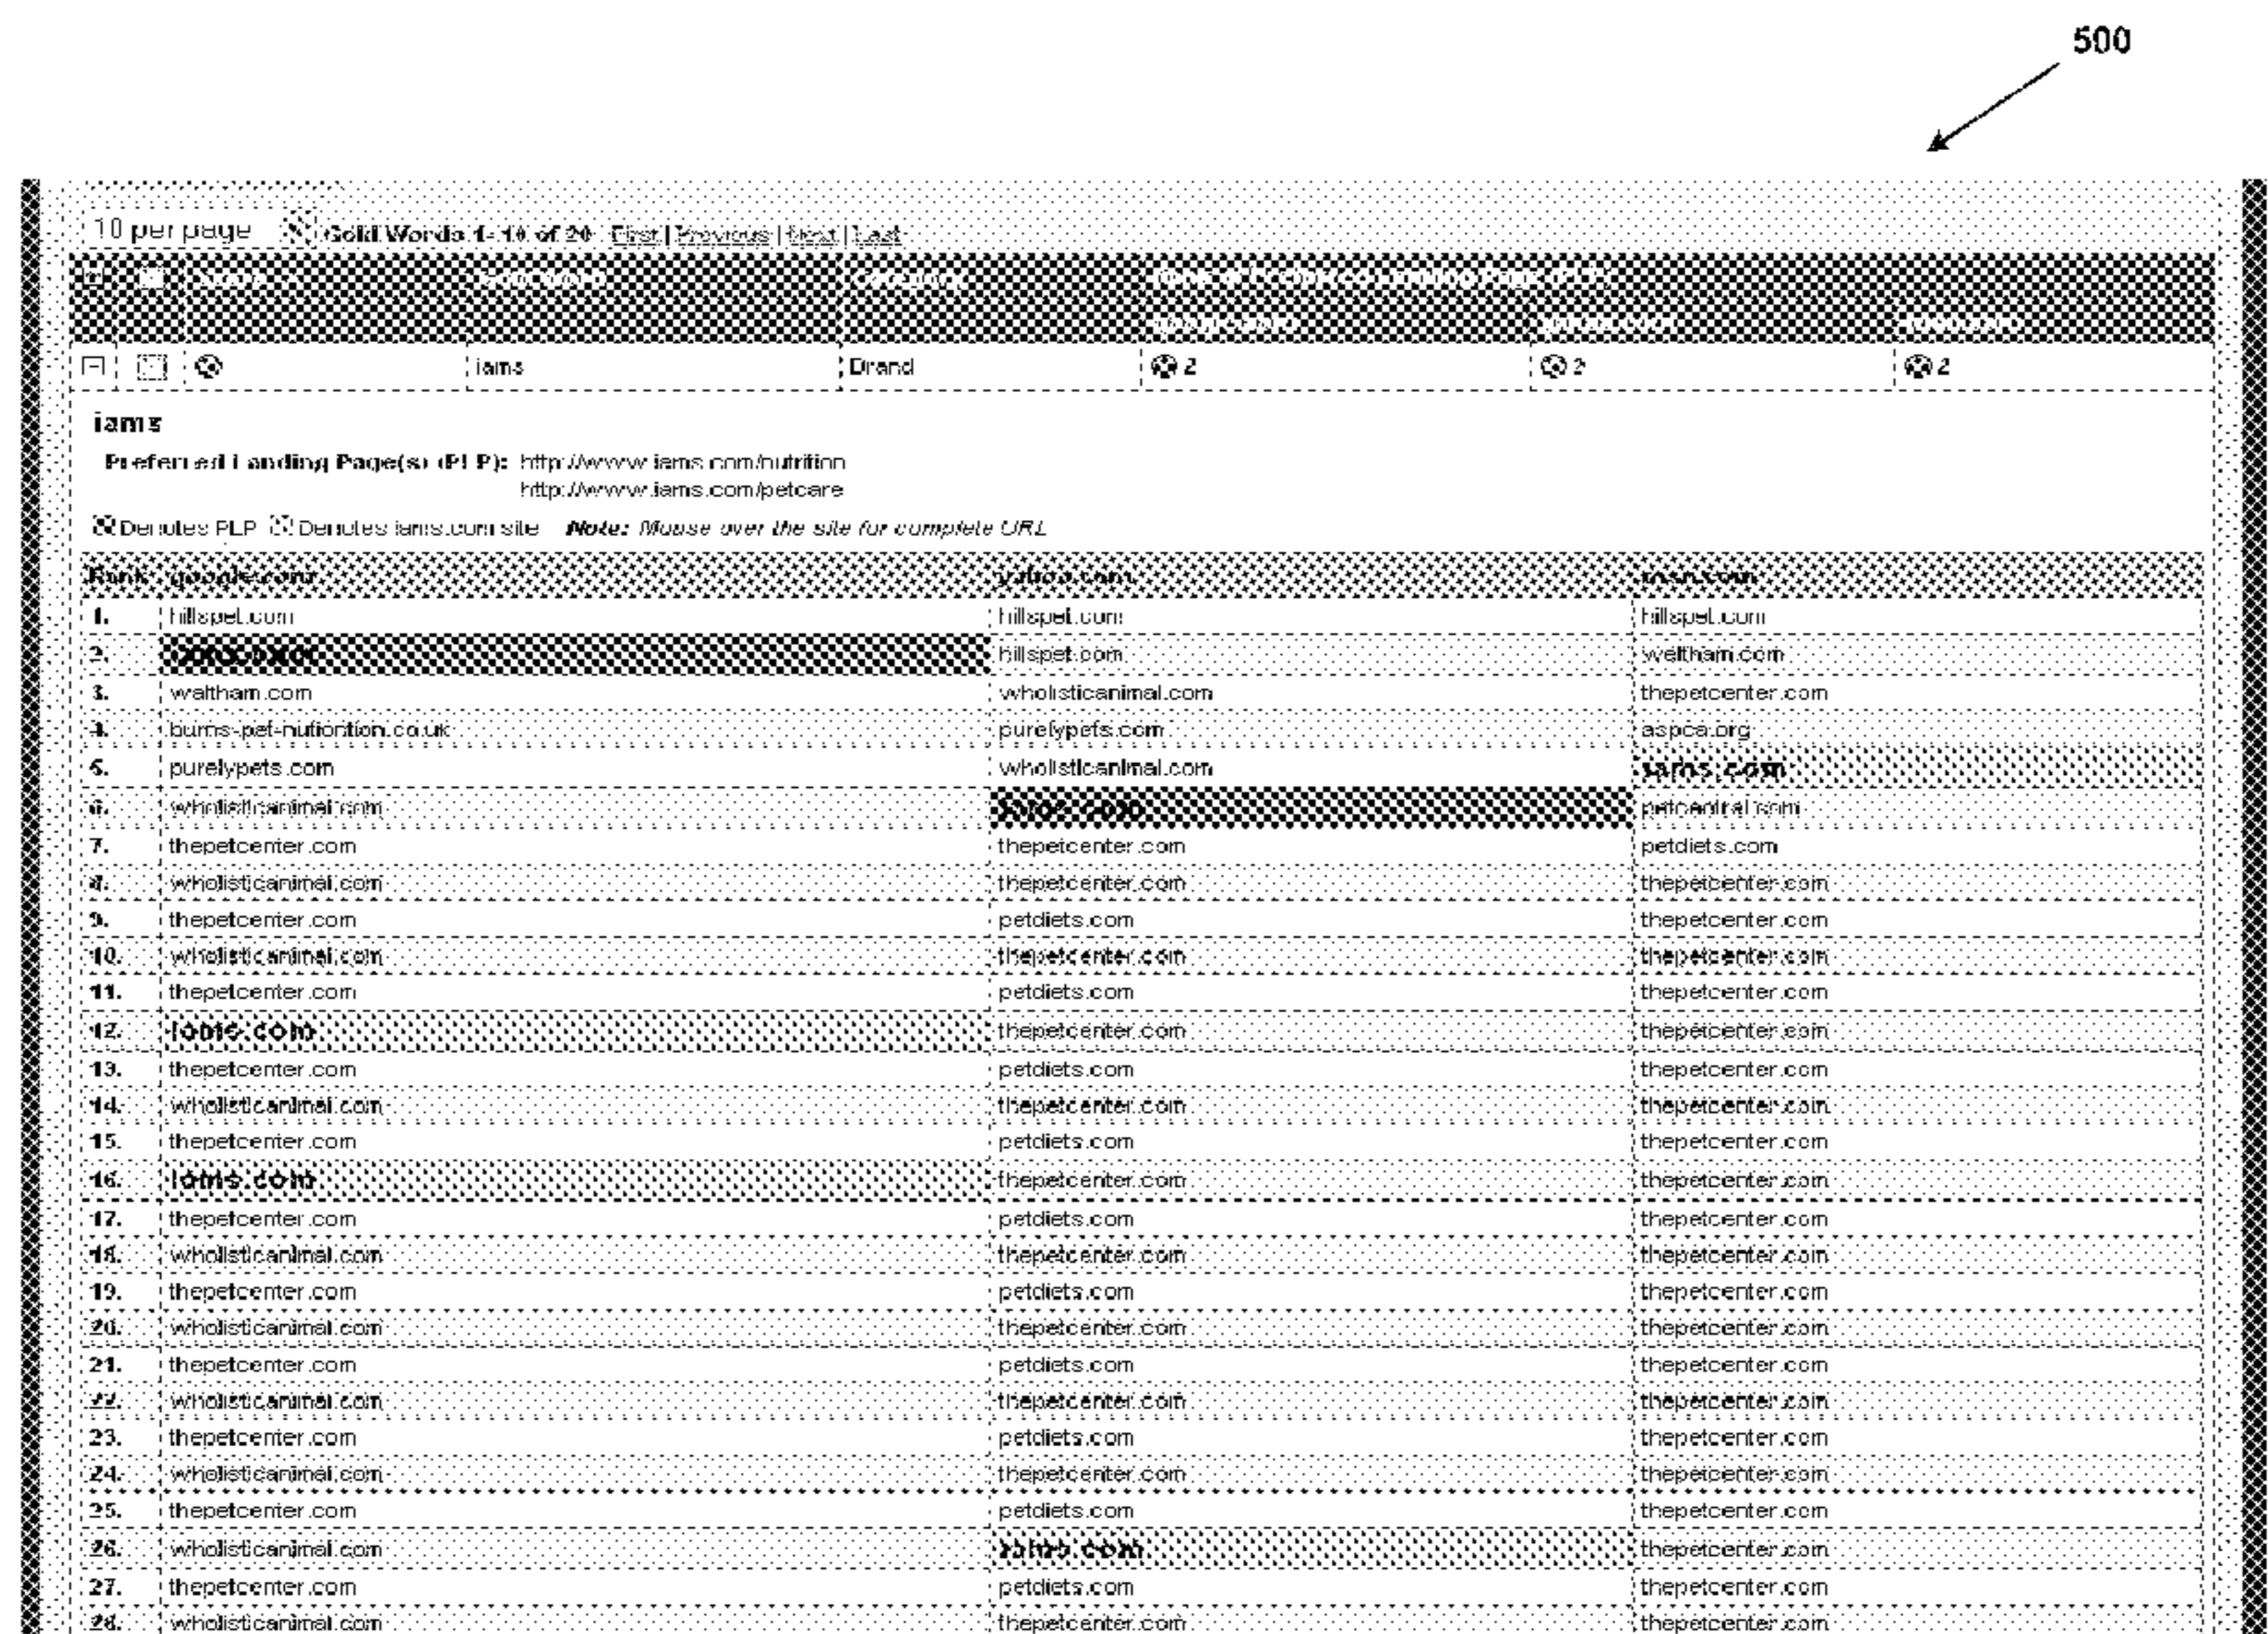 500
10 per page Gold Words 1- 10 of 20 First | Previous | Next | Last
Category
iams Brand 2 2 2
iams
Preferred Landing Page(s) (PLP): http://www.iams.com/nutrition
http://www.iams.com/petcare
Denotes PLP Denotes iams.com site Note: Mouse over the site for complete URL
Rank google.com yahoo.com msn.com
1. hillspet.com hillspet.com hillspet.com
2. hillspet.com waltham.com
3. waltham.com wholisticanimal.com thepetcenter.com
4. burns-pet-nutriontion.co.uk purelypets.com aspca.org
5. purelypets.com wholisticanimal.com iams.com
6. wholisticanimal.com iams.com petcentral.com
7. thepetcenter.com thepetcenter.com petdiets.com
8. wholisticanimal.com thepetcenter.com thepetcenter.com
9. thepetcenter.com petdiets.com thepetcenter.com
10. wholisticanimal.com thepetcenter.com thepetcenter.com
11. thepetcenter.com petdiets.com thepetcenter.com
12. iams.com thepetcenter.com thepetcenter.com
13. thepetcenter.com petdiets.com thepetcenter.com
14. wholisticanimal.com thepetcenter.com thepetcenter.com
15. thepetcenter.com petdiets.com thepetcenter.com
16. iams.com thepetcenter.com thepetcenter.com
17. thepetcenter.com petdiets.com thepetcenter.com
18. wholisticanimal.com thepetcenter.com thepetcenter.com
19. thepetcenter.com petdiets.com thepetcenter.com
20. wholisticanimal.com thepetcenter.com thepetcenter.com
21. thepetcenter.com petdiets.com thepetcenter.com
22. wholisticanimal.com thepetcenter.com thepetcenter.com
23. thepetcenter.com petdiets.com thepetcenter.com
24. wholisticanimal.com thepetcenter.com thepetcenter.com
25. thepetcenter.com petdiets.com thepetcenter.com
26. wholisticanimal.com iams.com thepetcenter.com
27. thepetcenter.com petdiets.com thepetcenter.com
28. wholisticanimal.com thepetcenter.com thepetcenter.com